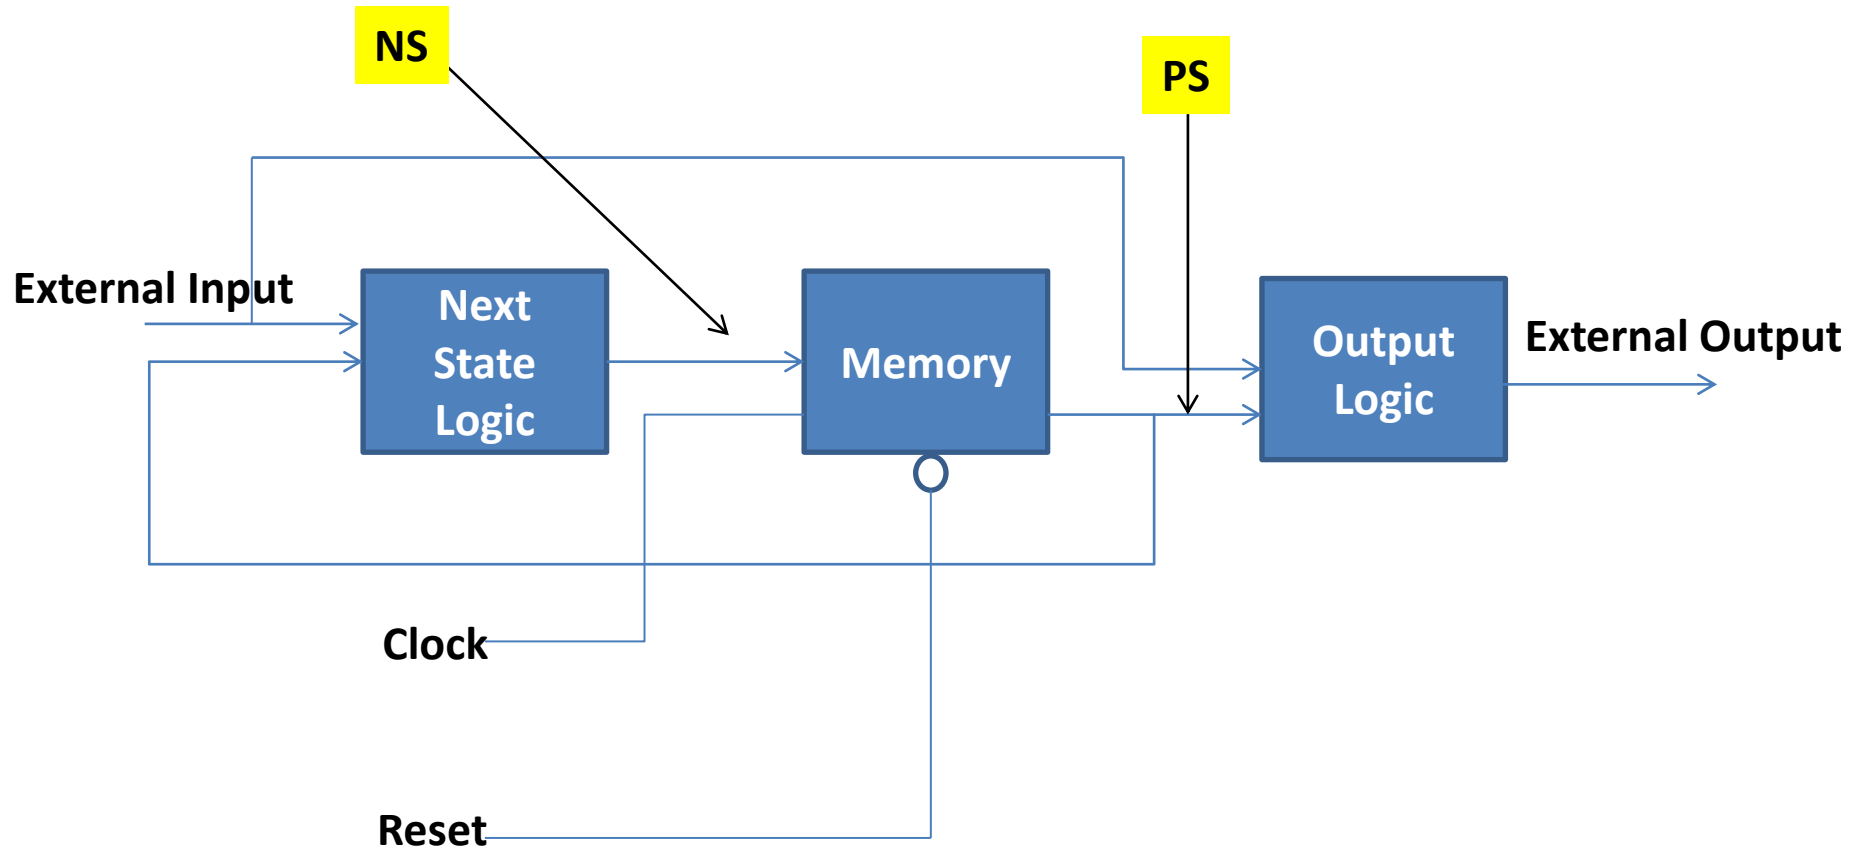 NS
PS
External Input
Next
State
Logic
Memory
Output
Logic
External Output
Clock
Reset